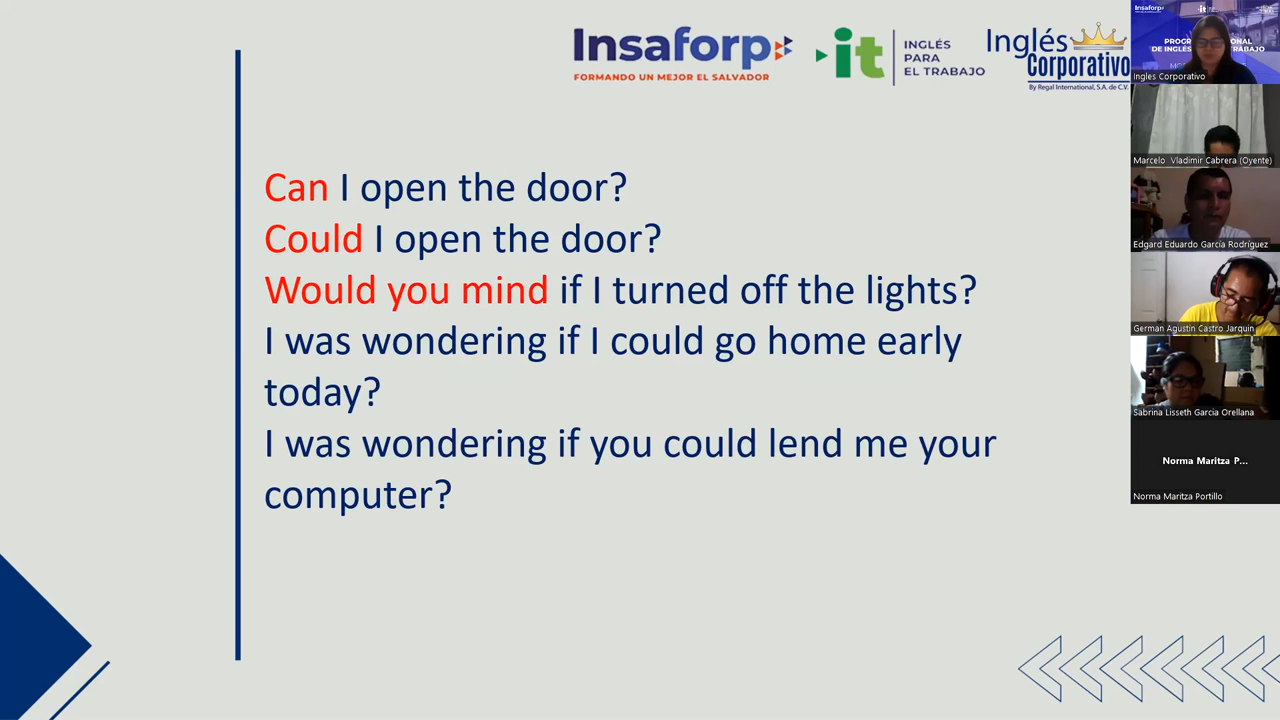 Insaforp
FORMANDO UN MEJOR EL SALVADOR
it
INGLÉS
PARA
EL TRABAJO
Inglés
Corporativo
By Regal International, S.A. de C.V.
Can I open the door?
Could I open the door?
Would you mind if I turned off the lights?
I was wondering if I could go home early
today?
I was wondering if you could lend me your
computer?
Insaforp
it
Ingles Corporativo
Marcelo Vladimir Cabrera (Oyente)
Edgard Eduardo García Rodríguez
German Agustin Castro Jarquin
Sabrina Lisseth Garcia Orellana
Norma Maritza P...
Norma Maritza Portillo